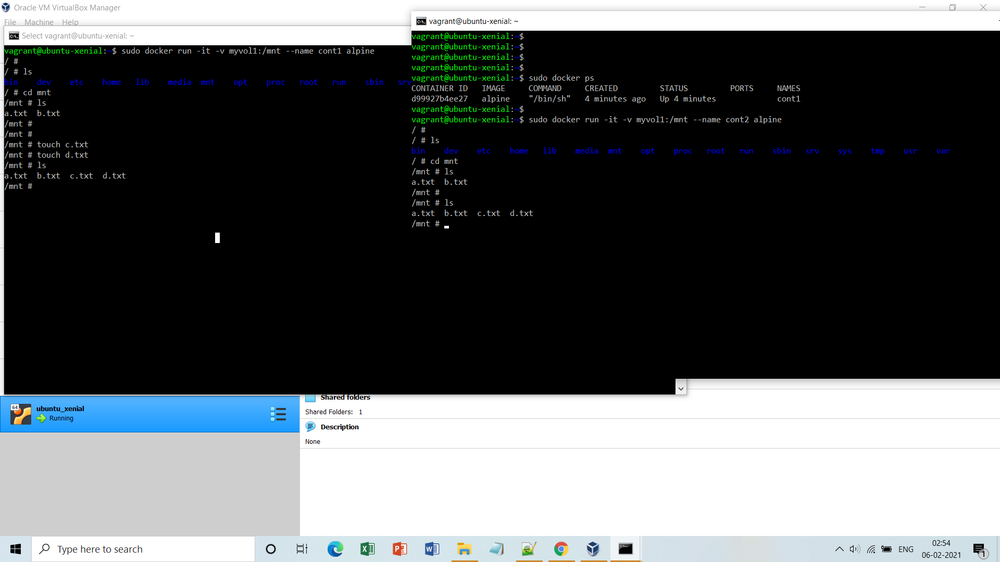 Oracle VM VirtualBox Manager
File Machine Help
Select vagrant@ubuntu-xenial: ~
vagrant@ubuntu-xenial:~$ sudo docker run -it -v myvol1:/mnt --name cont1 alpine
/ #
/ # ls
bin dev etc home lib media mnt opt proc root run sbin srv
/ # cd mnt
/mnt # ls
a.txt b.txt
/mnt #
/mnt #
/mnt # touch c.txt
/mnt # touch d.txt
/mnt # ls
a.txt b.txt c.txt d.txt
/mnt #
vagrant@ubuntu-xenial: ~
vagrant@ubuntu-xenial:~$
vagrant@ubuntu-xenial:~$
vagrant@ubuntu-xenial:~$
vagrant@ubuntu-xenial:~$
vagrant@ubuntu-xenial:~$ sudo docker ps
CONTAINER ID IMAGE COMMAND CREATED STATUS PORTS NAMES
d99927b4ee27 alpine "/bin/sh" 4 minutes ago Up 4 minutes cont1
vagrant@ubuntu-xenial:~$
vagrant@ubuntu-xenial:~$ sudo docker run -it -v myvol1:/mnt --name cont2 alpine
/ #
/ # ls
bin dev etc home lib media mnt opt proc root run sbin srv sys tmp usr var
/ # cd mnt
/mnt # ls
a.txt b.txt
/mnt #
/mnt # ls
a.txt b.txt c.txt d.txt
/mnt #
64
ubuntu_xenial
Running
Shared folders
Shared Folders: 1
Description
None
Type here to search
ENG
02:54
06-02-2021
1